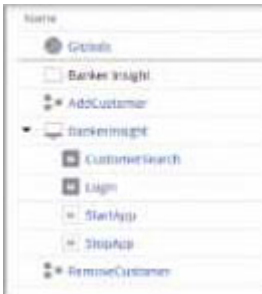 Name
Globals
Banker Insight
AddCustomer
BankerInsight
CustomerSearch
Login
StartApp
StopApp
RemoveCustomer